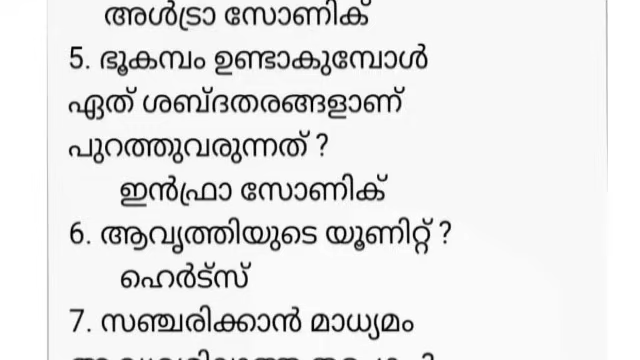 അൾട്രാ സോണിക്
5. ഭൂകമ്പം ഉണ്ടാകുമ്പോൾ
ഏത് ശബ്ദതരങ്ങളാണ്
പുറത്തുവരുന്നത് ?
ഇൻഫ്രാ സോണിക്
6. ആവൃത്തിയുടെ യൂണിറ്റ് ?
ഹെർട്സ്
7. സഞ്ചരിക്കാൻ മാധ്യമം